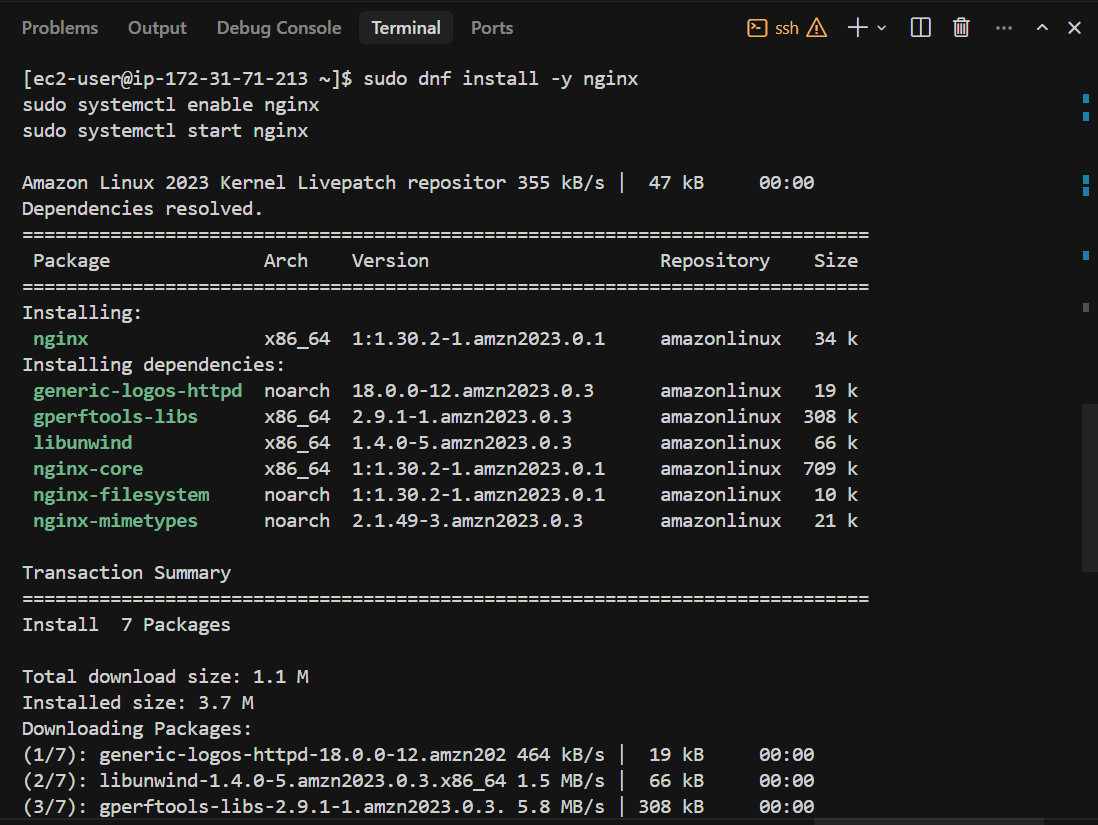 Problems Output Debug Console Terminal Ports ssh
[ec2-user@ip-172-31-71-213 ~]$ sudo dnf install -y nginx
sudo systemctl enable nginx
sudo systemctl start nginx
Amazon Linux 2023 Kernel Livepatch repositor 355 kB/s |  47 kB     00:00
Dependencies resolved.
=============================================================================
 Package              Arch    Version                     Repository    Size
=============================================================================
Installing:
 nginx                x86_64  1:1.30.2-1.amzn2023.0.1     amazonlinux   34 k
Installing dependencies:
 generic-logos-httpd  noarch  18.0.0-12.amzn2023.0.3      amazonlinux   19 k
 gperftools-libs      x86_64  2.9.1-1.amzn2023.0.3        amazonlinux  308 k
 libunwind            x86_64  1.4.0-5.amzn2023.0.3        amazonlinux   66 k
 nginx-core           x86_64  1:1.30.2-1.amzn2023.0.1     amazonlinux  709 k
 nginx-filesystem     noarch  1:1.30.2-1.amzn2023.0.1     amazonlinux   10 k
 nginx-mimetypes      noarch  2.1.49-3.amzn2023.0.3       amazonlinux   21 k
Transaction Summary
=============================================================================
Install  7 Packages
Total download size: 1.1 M
Installed size: 3.7 M
Downloading Packages:
(1/7): generic-logos-httpd-18.0.0-12.amzn202 464 kB/s |  19 kB     00:00
(2/7): libunwind-1.4.0-5.amzn2023.0.3.x86_64 1.5 MB/s |  66 kB     00:00
(3/7): gperftools-libs-2.9.1-1.amzn2023.0.3. 5.8 MB/s | 308 kB     00:00